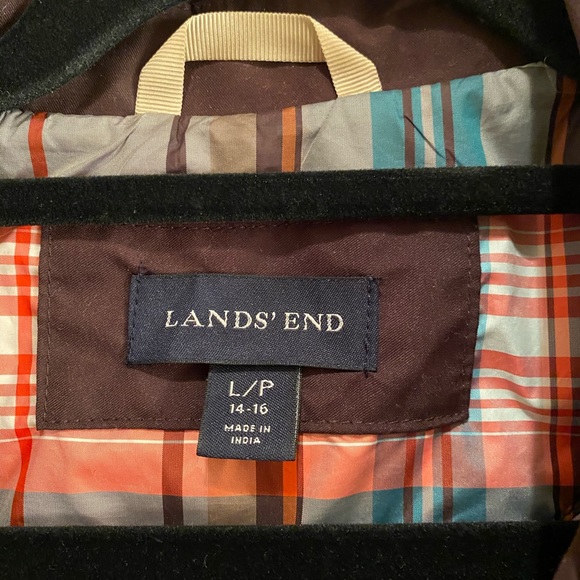 LANDS' END
L/P
14-16
MADE IN
INDIA